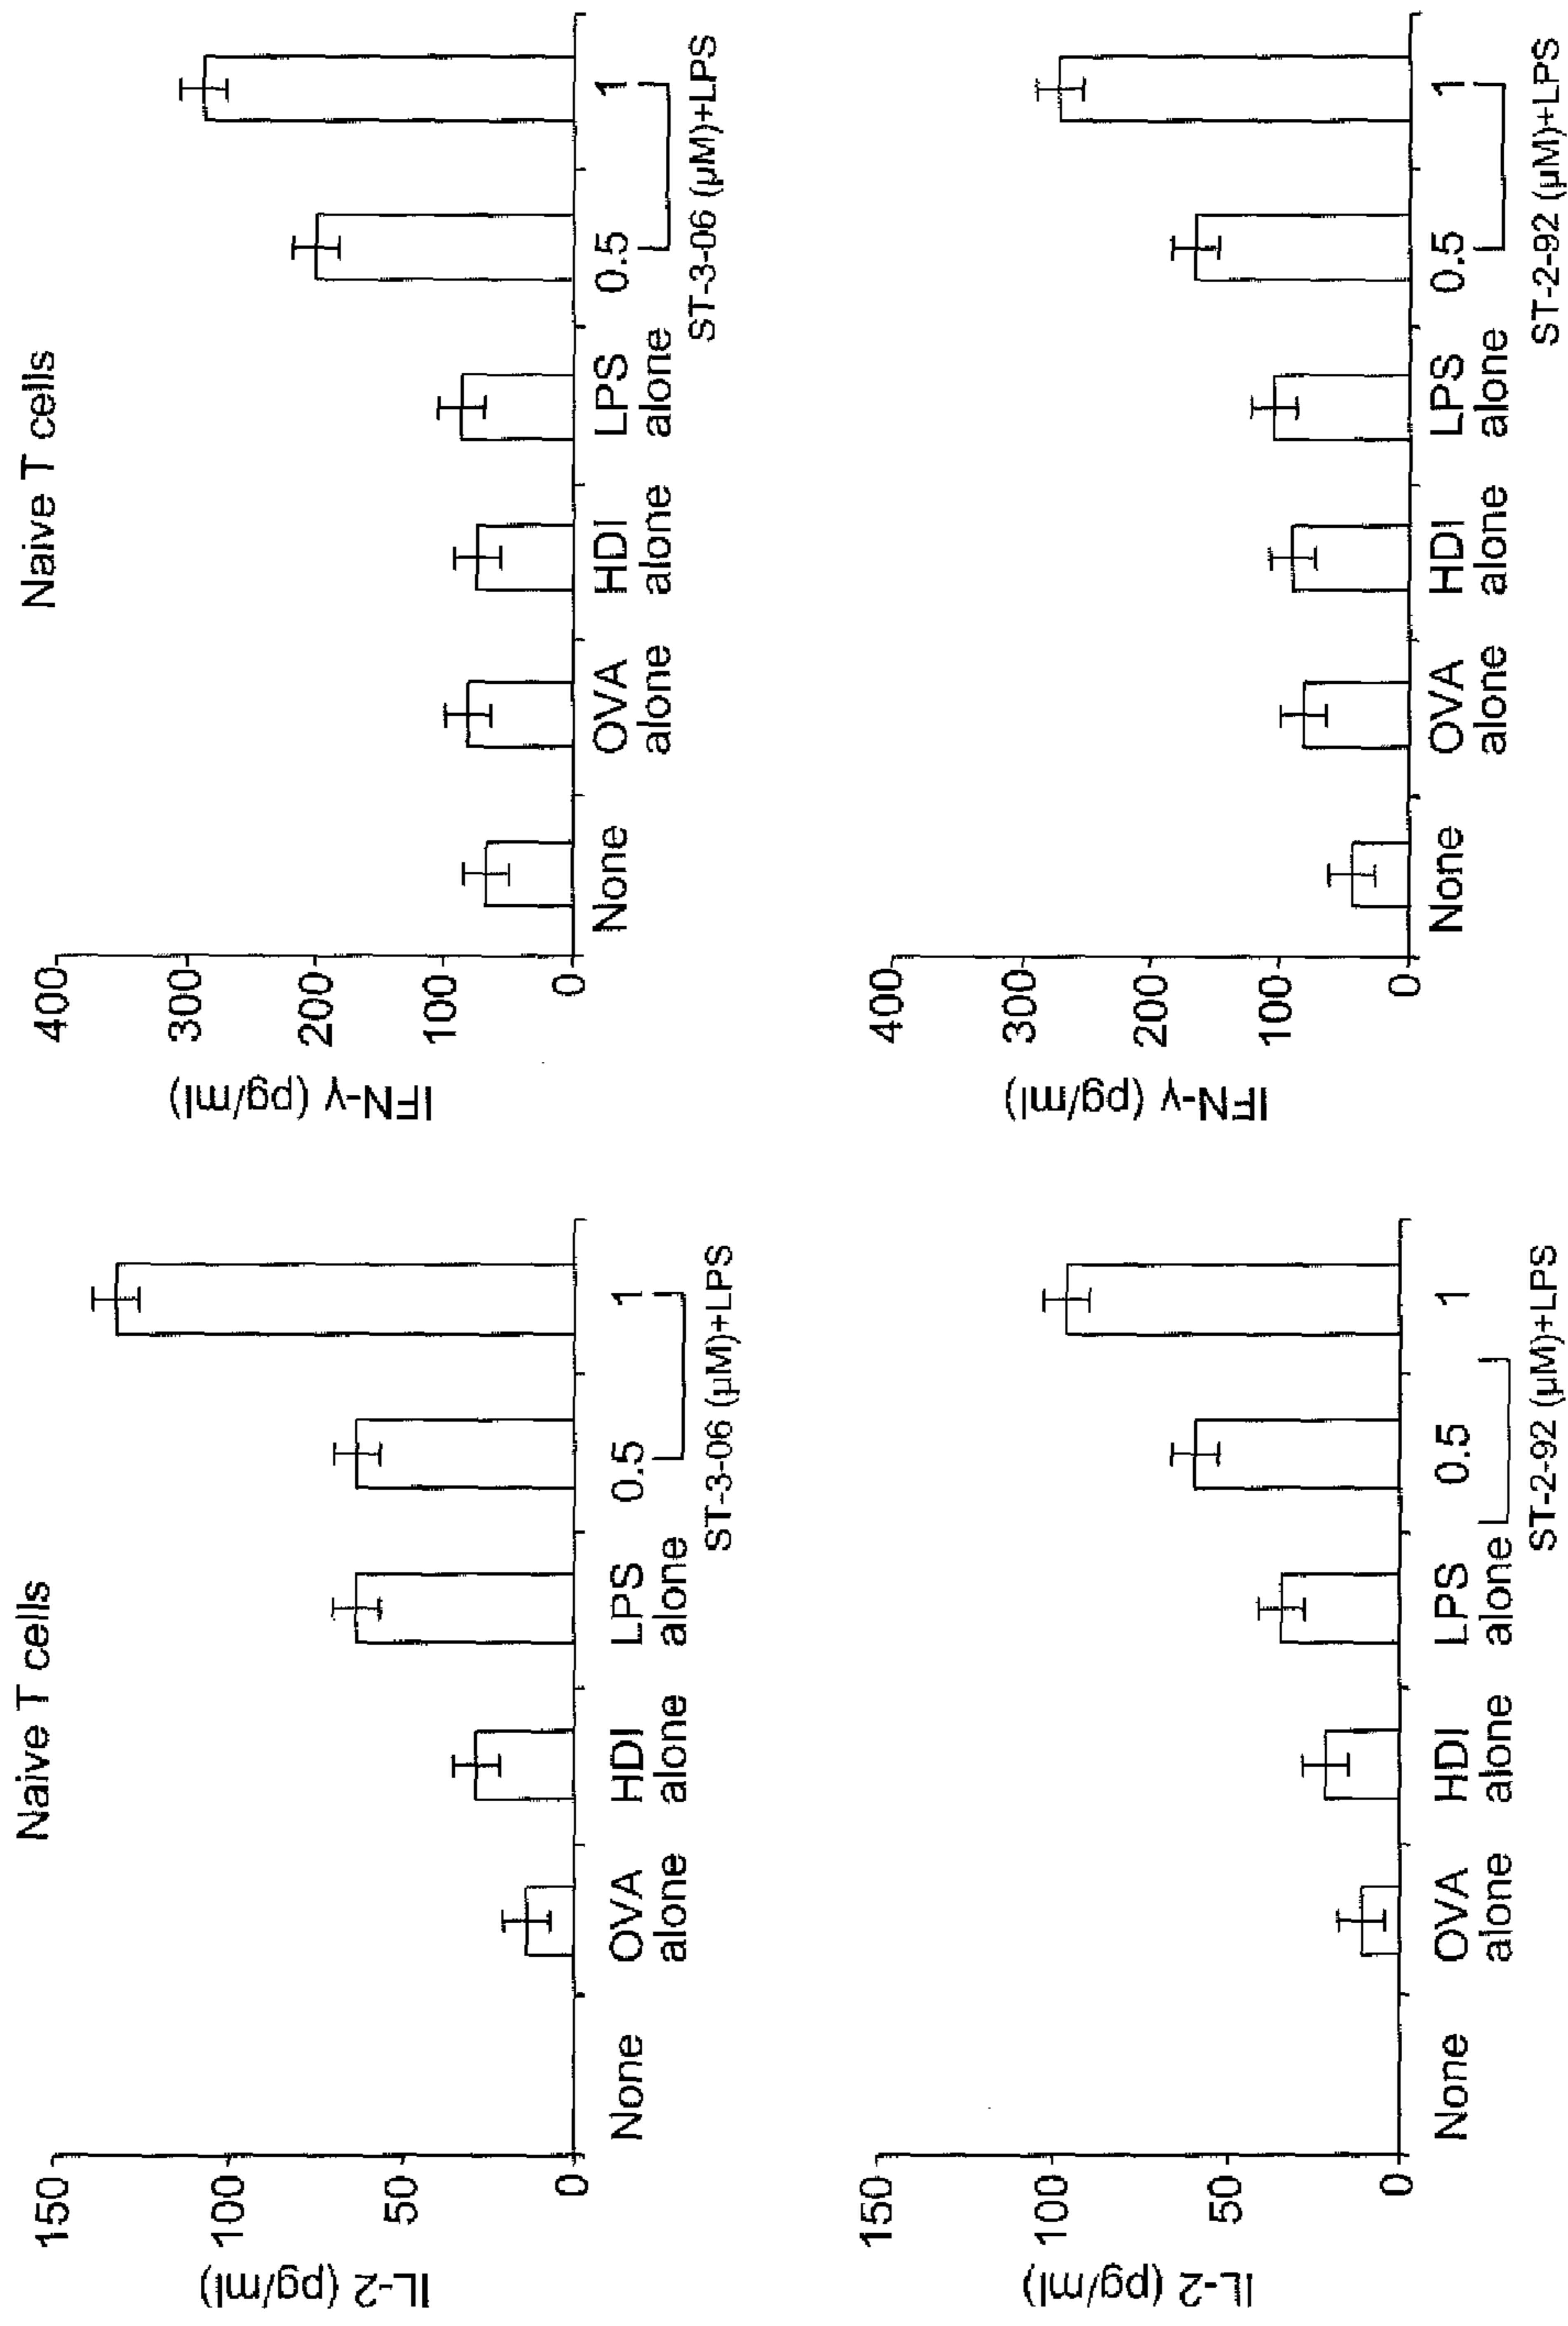 Naive T cells
IL-2 (pg/ml)
150
100
50
0
None
OVA
alone
HDI
alone
LPS
alone
0.5
1
ST-3-06 (μM)+LPS
Naive T cells
IFN-γ (pg/ml)
400
300
200
100
0
None
OVA
alone
HDI
alone
LPS
alone
0.5
1
ST-3-06 (μM)+LPS
IL-2 (pg/ml)
150
100
50
0
None
OVA
alone
HDI
alone
LPS
alone
0.5
1
ST-2-92 (μM)+LPS
IFN-γ (pg/ml)
400
300
200
100
0
None
OVA
alone
HDI
alone
LPS
alone
0.5
1
ST-2-92 (μM)+LPS